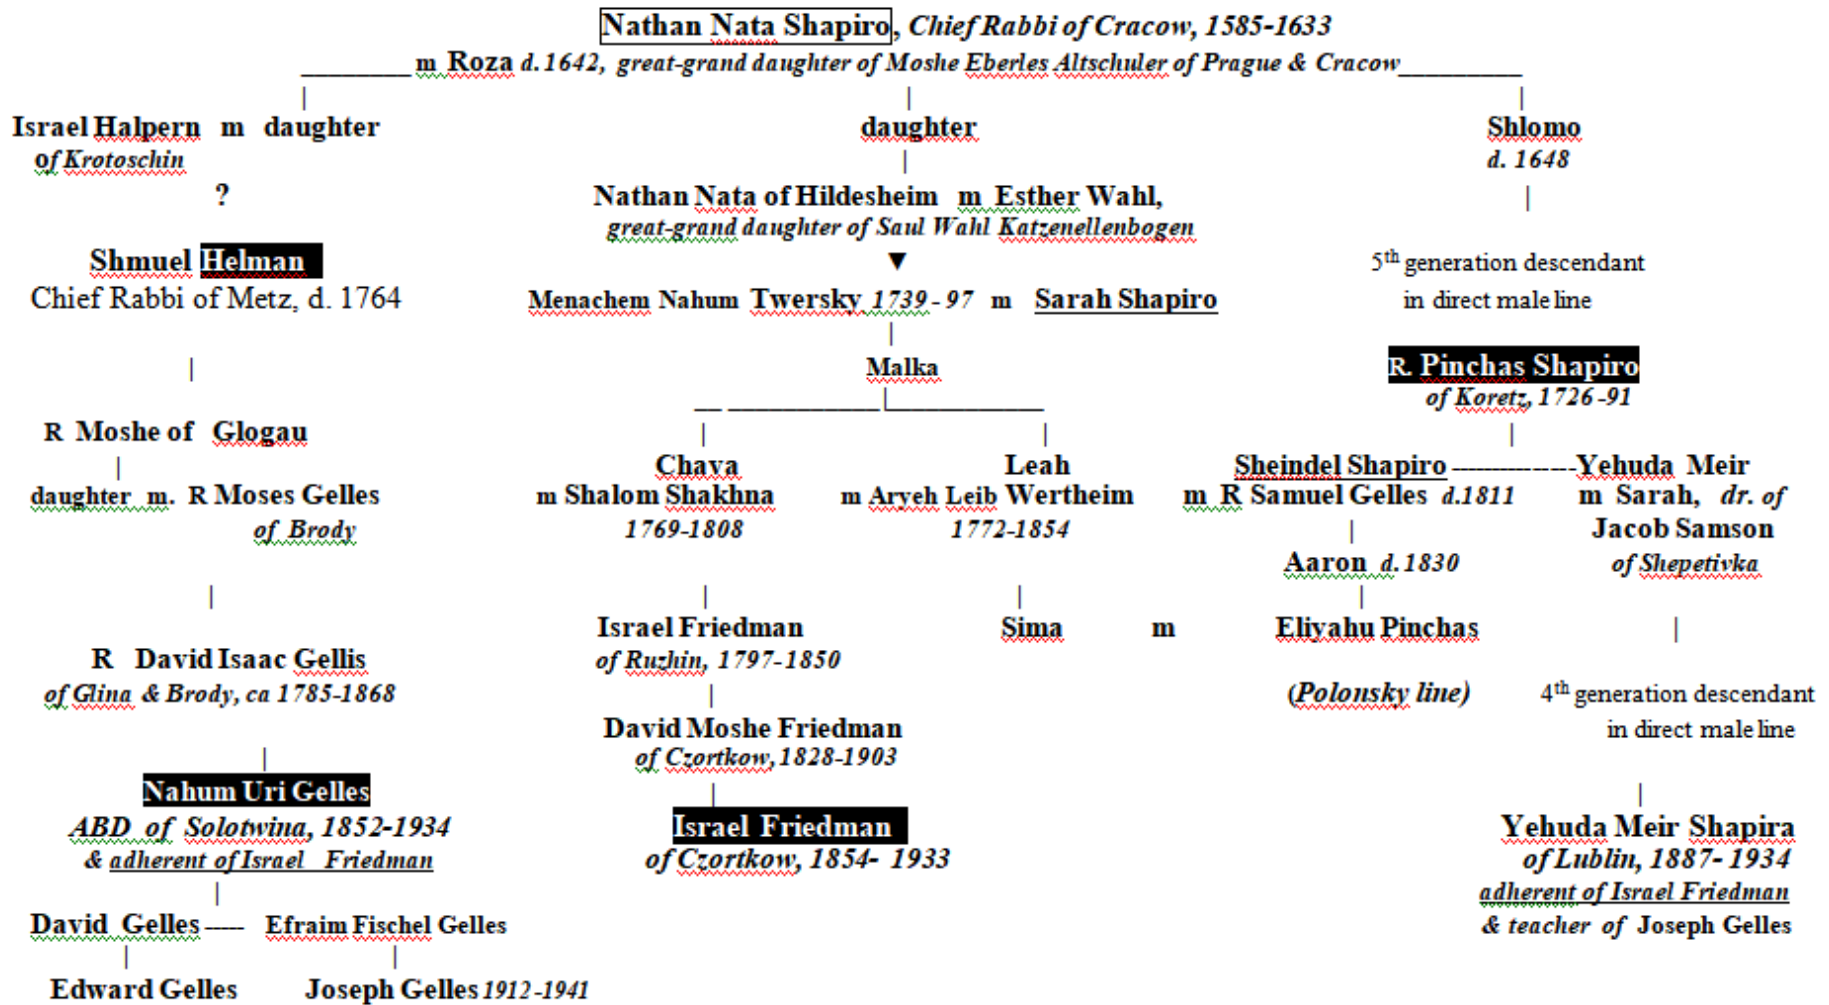 Nathan Nata Shapiro, Chief Rabbi of Cracow, 1585-1633
m Roza d. 1642, great-grand daughter of Moshe Eberles Altschuler of Prague & Cracow
Israel Halpern m daughter
of Krotoschin
?
Shmuel Helman
Chief Rabbi of Metz, d. 1764
R Moshe of Glogau
daughter m. R Moses Gelles
of Brody
R David Isaac Gellis
of Glina & Brody, ca 1785-1868
Nahum Uri Gelles
ABD of Solotwina, 1852-1934
& adherent of Israel Friedman
David Gelles ----- Efraim Fischel Gelles
Edward Gelles Joseph Gelles 1912-1941
daughter
Nathan Nata of Hildesheim m Esther Wahl,
great-grand daughter of Saul Wahl Katzenellenbogen
▼
Menachem Nahum Twersky 1739-97 m Sarah Shapiro
Malka
Chava
m Shalom Shakhna
1769-1808
Leah
m Aryeh Leib Wertheim
1772-1854
Israel Friedman
of Ruzhin, 1797-1850
David Moshe Friedman
of Czortkow, 1828-1903
Israel Friedman
of Czortkow, 1854- 1933
Sima m Eliyahu Pinchas
(Polonsky line)
Shlomo
d. 1648
5th generation descendant
in direct male line
R. Pinchas Shapiro
of Koretz, 1726-91
Sheindel Shapiro --------------Yehuda Meir
m R Samuel Gelles d.1811
Aaron d.1830
m Sarah, dr. of
Jacob Samson
of Shepetivka
4th generation descendant
in direct male line
Yehuda Meir Shapira
of Lublin, 1887- 1934
adherent of Israel Friedman
& teacher of Joseph Gelles